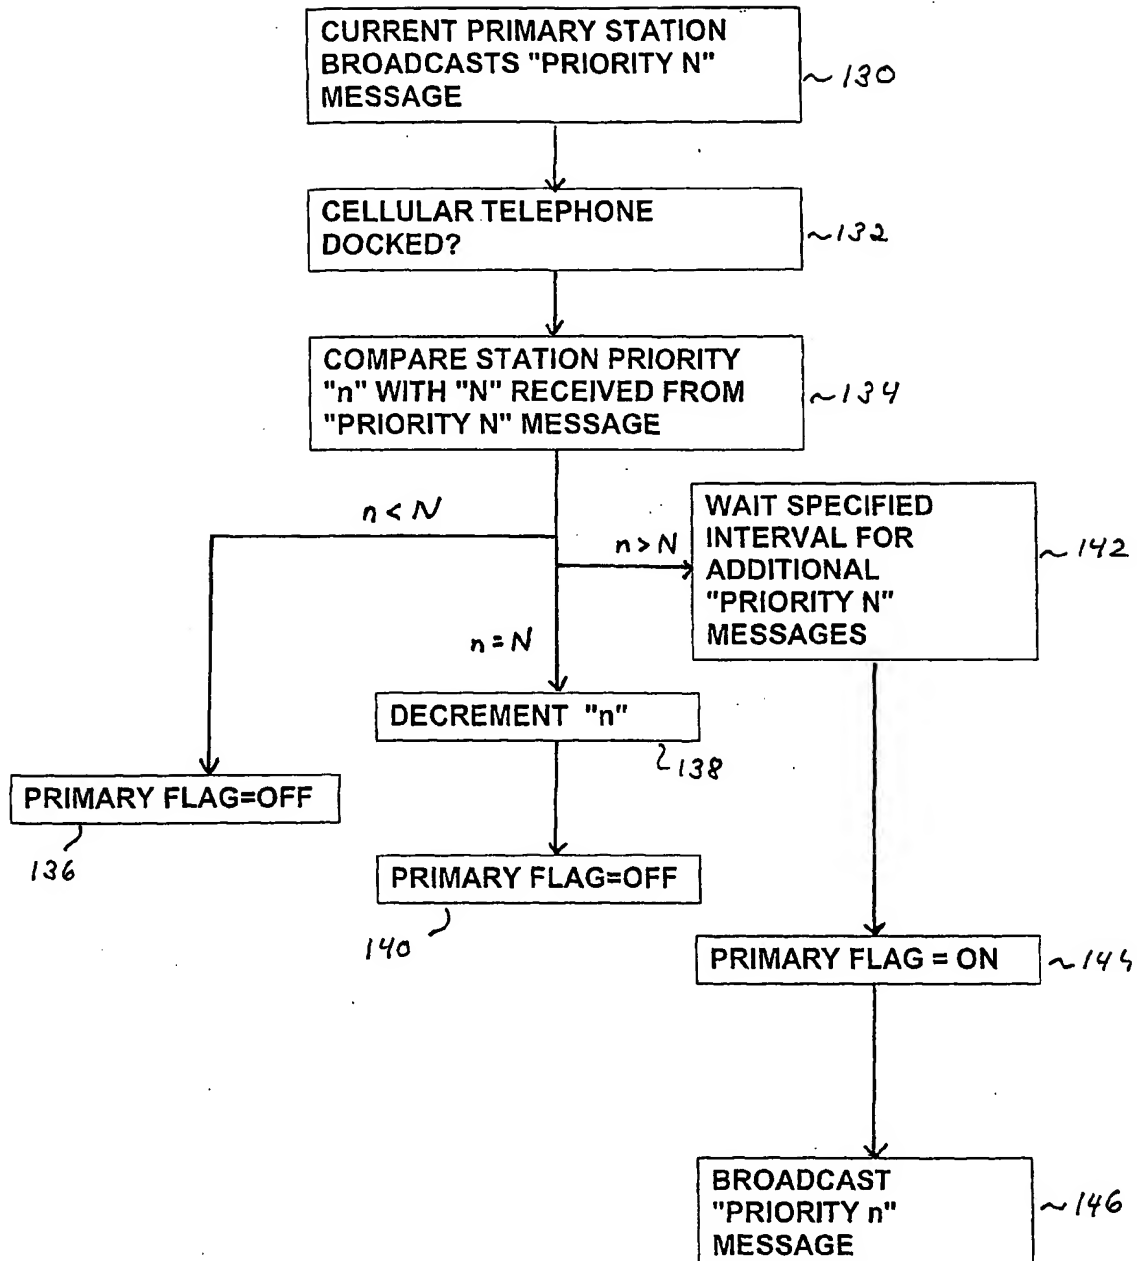 CURRENT PRIMARY STATION
BROADCASTS "PRIORITY N"
MESSAGE
~130
CELLULAR TELEPHONE
DOCKED?
~132
COMPARE STATION PRIORITY
"n" WITH "N" RECEIVED FROM
"PRIORITY N" MESSAGE
~134
n < N
n > N
n = N
WAIT SPECIFIED
INTERVAL FOR
ADDITIONAL
"PRIORITY N"
MESSAGES
~142
DECREMENT "n"
138
PRIMARY FLAG=OFF
136
PRIMARY FLAG=OFF
140
PRIMARY FLAG = ON
~144
BROADCAST
"PRIORITY n"
MESSAGE
~146